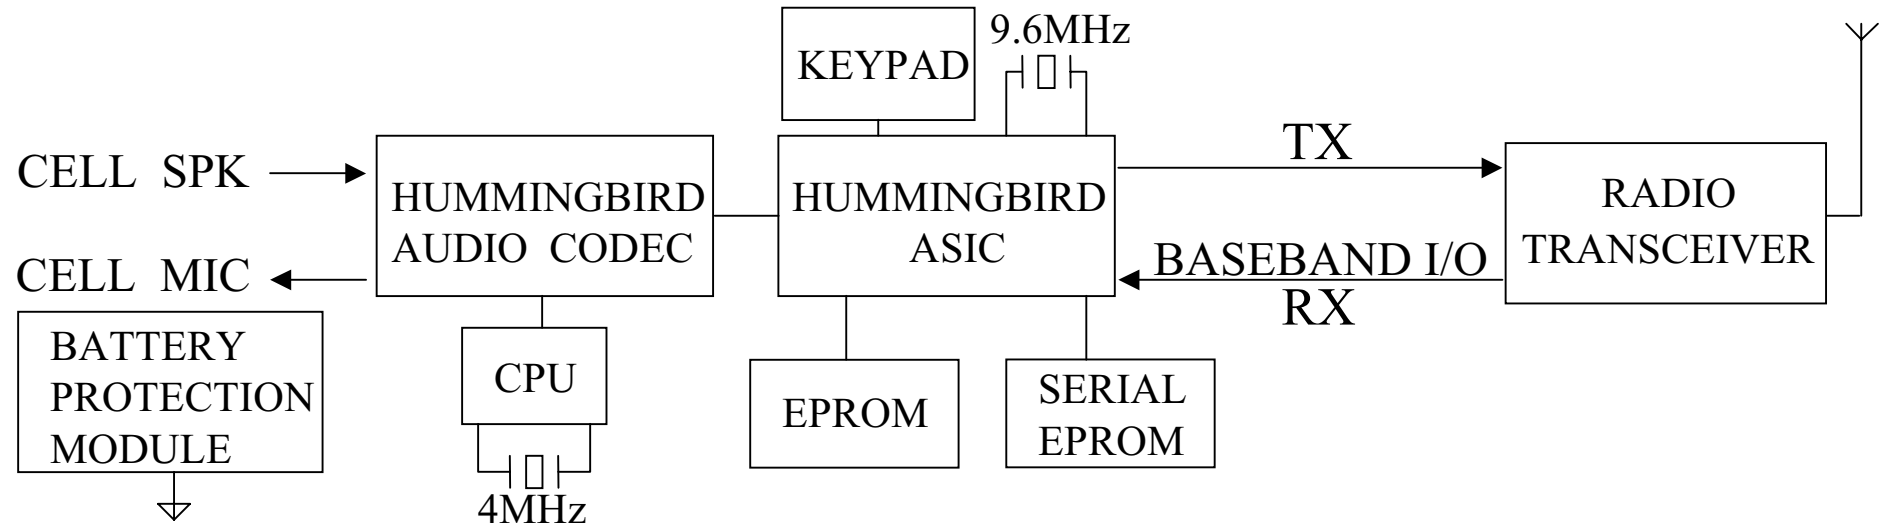 KEYPAD
9.6MHz
CELL SPK
HUMMINGBIRD
AUDIO CODEC
HUMMINGBIRD
ASIC
TX
RADIO
TRANSCEIVER
CELL MIC
BASEBAND I/O
RX
BATTERY
PROTECTION
MODULE
CPU
4MHz
EPROM
SERIAL
EPROM